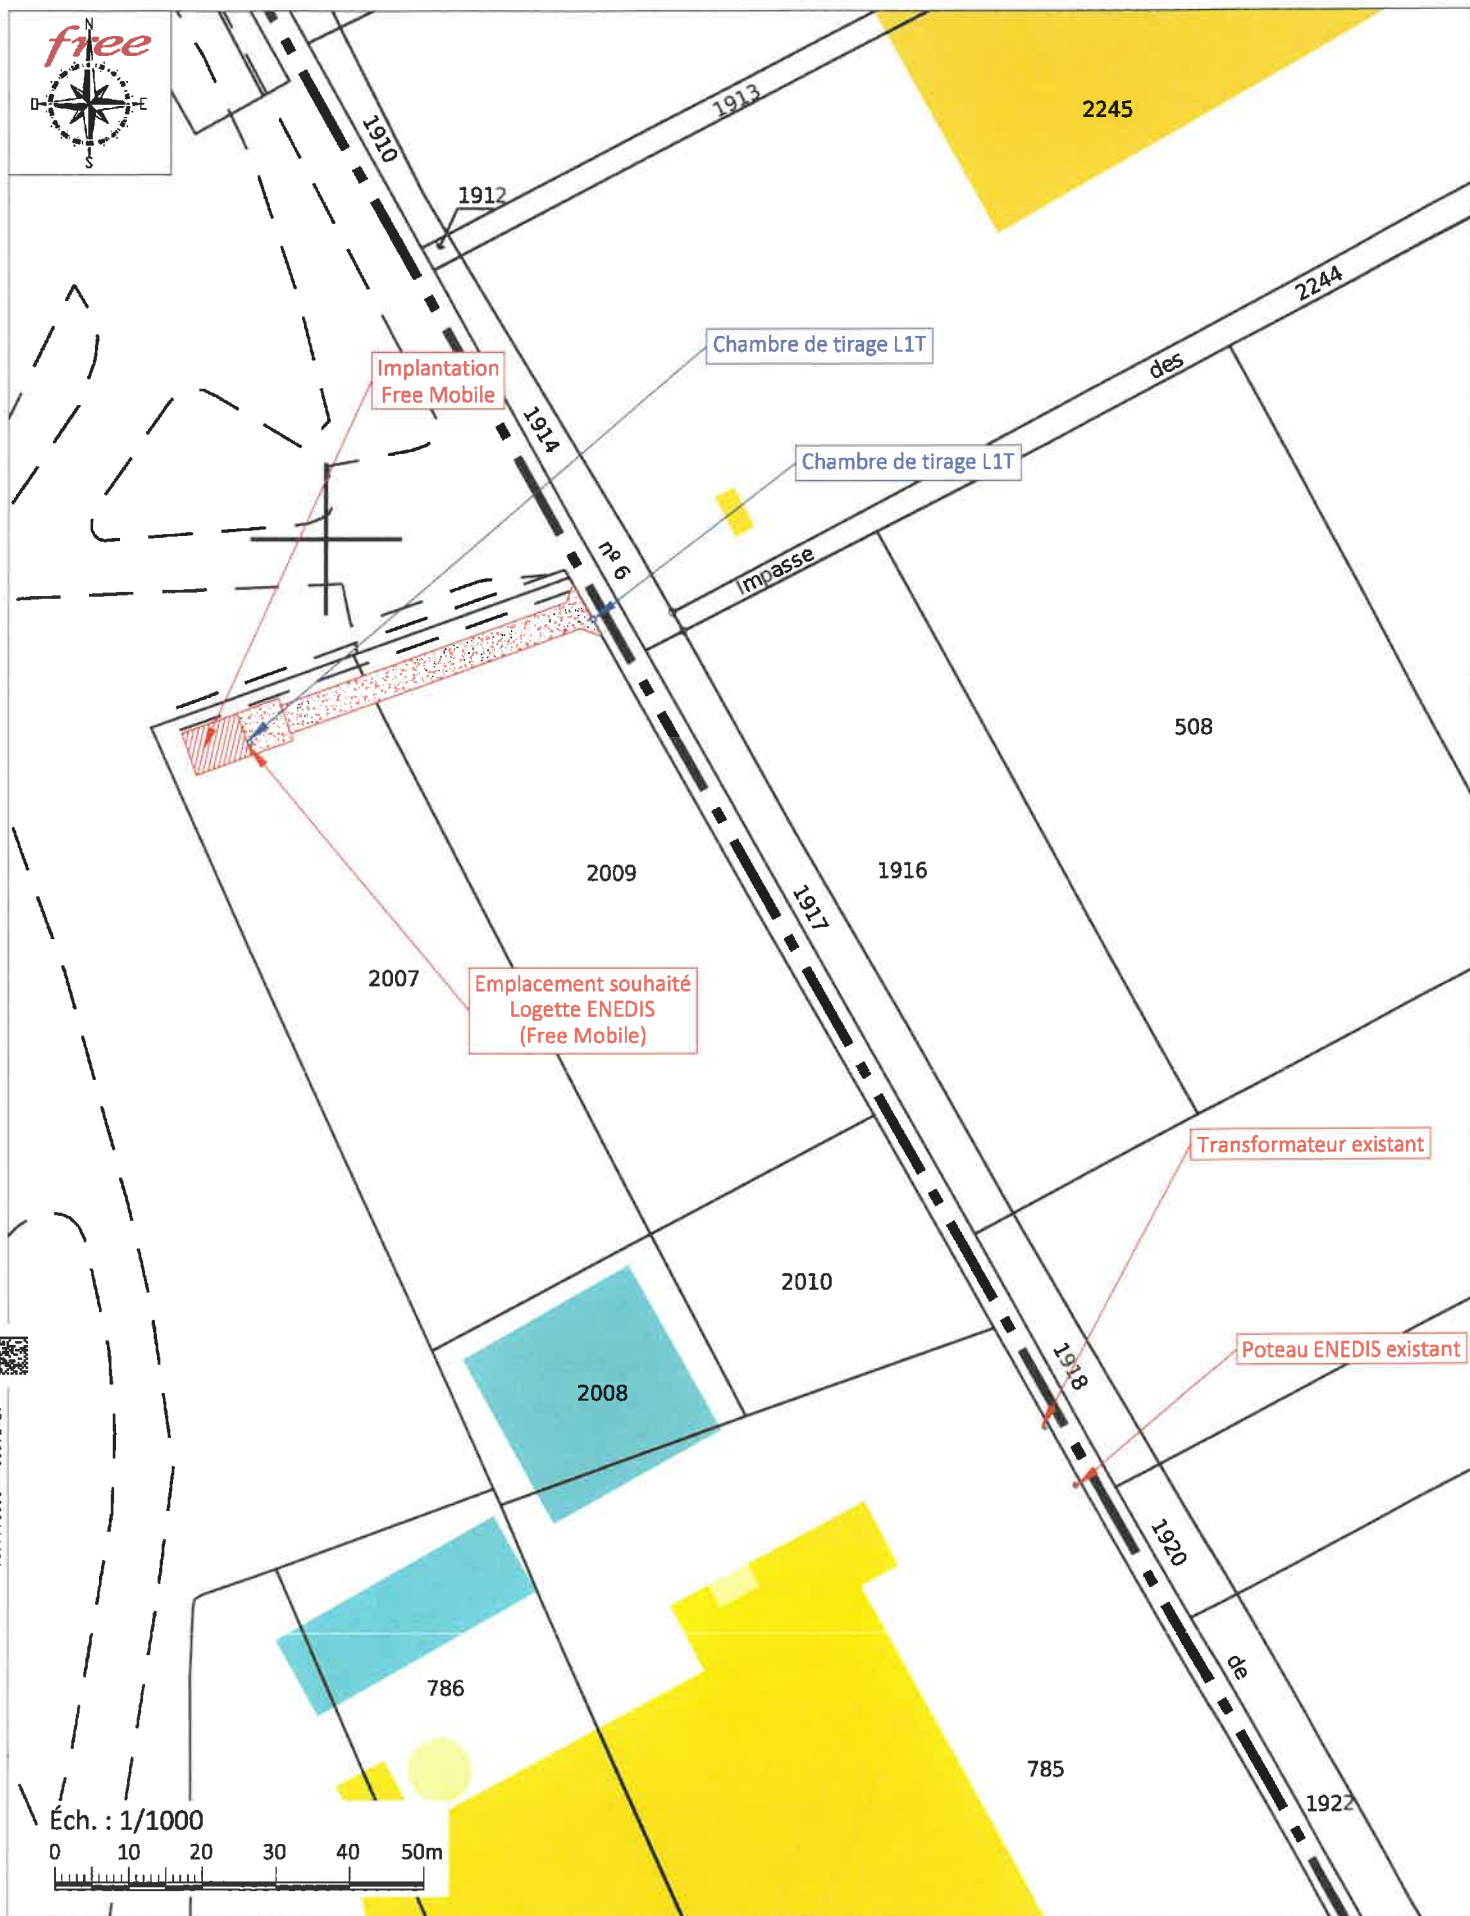 N
free
O
E
S
1910
1913
2245
1912
2244
Chambre de tirage L1T
des
Implantation
Free Mobile
1914
Chambre de tirage L1T
nº 6
Impasse
508
2009
1916
1917
2007
Emplacement souhaité
Logette ENEDIS
(Free Mobile)
Transformateur existant
2010
1918
Poteau ENEDIS existant
2008
1920
de
786
785
1922
Éch. : 1/1000
0 10 20 30 40 50m